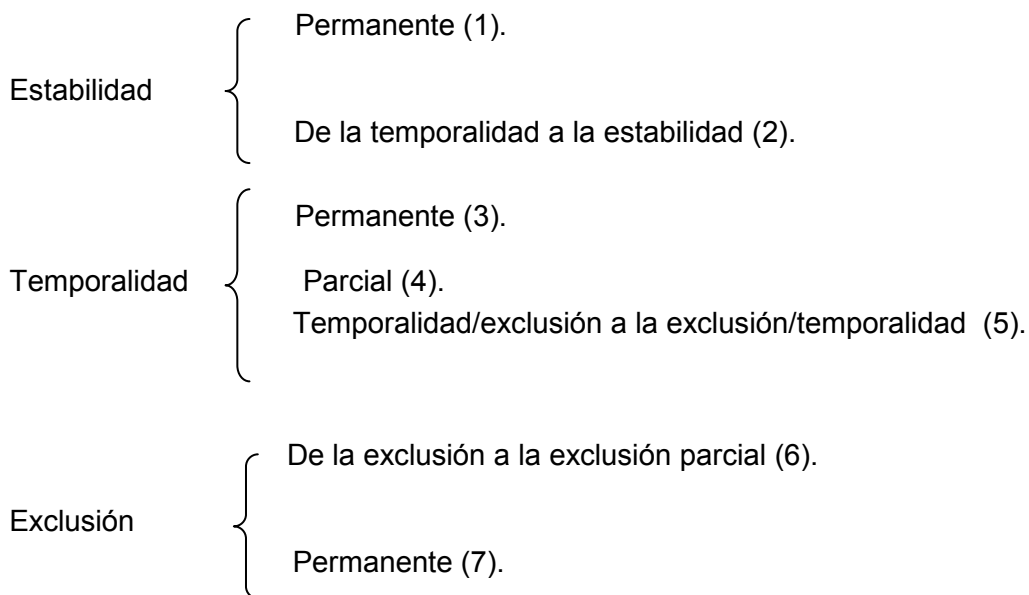 Permanente (1).
Estabilidad
De la temporalidad a la estabilidad (2).
Permanente (3).
Temporalidad
Parcial (4).
Temporalidad/exclusión a la exclusión/temporalidad (5).
De la exclusión a la exclusión parcial (6).
Exclusión
Permanente (7).